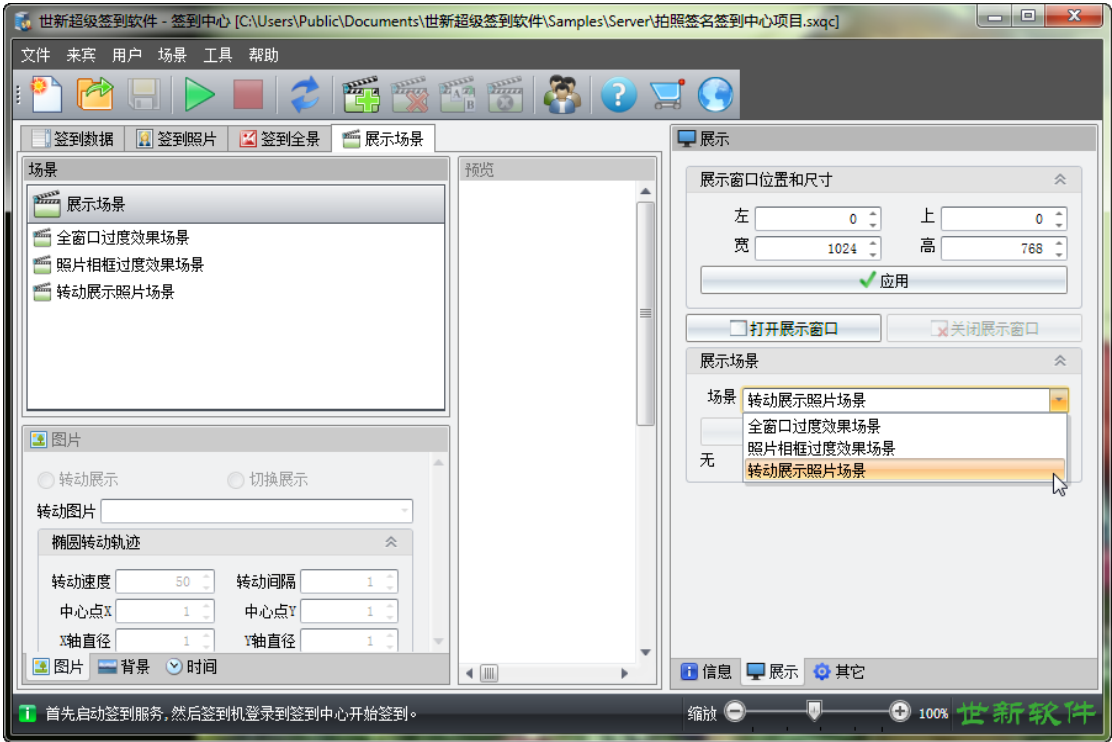 世新超级签到软件 - 签到中心 [C:\Users\Public\Documents\世新超级签到软件\Samples\Server\拍照签名签到中心项目.sxqc]
文件 来宾 用户 场景 工具 帮助
签到数据 签到照片 签到全景 展示场景
场景
展示场景
全窗口过度效果场景
照片相框过度效果场景
转动展示照片场景
图片
转动展示 切换展示
转动图片
椭圆转动轨迹
转动速度 50 转动间隔 1
中心点X 1 中心点Y 1
X轴直径 1 Y轴直径 1
图片 背景 时间
预览
展示
展示窗口位置和尺寸
左 0 上 0
宽 1024 高 768
应用
打开展示窗口 关闭展示窗口
展示场景
场景 转动展示照片场景
全窗口过度效果场景
照片相框过度效果场景
无 转动展示照片场景
信息 展示 其它
首先启动签到服务,然后签到机登录到签到中心开始签到。
缩放 100% 世新软件